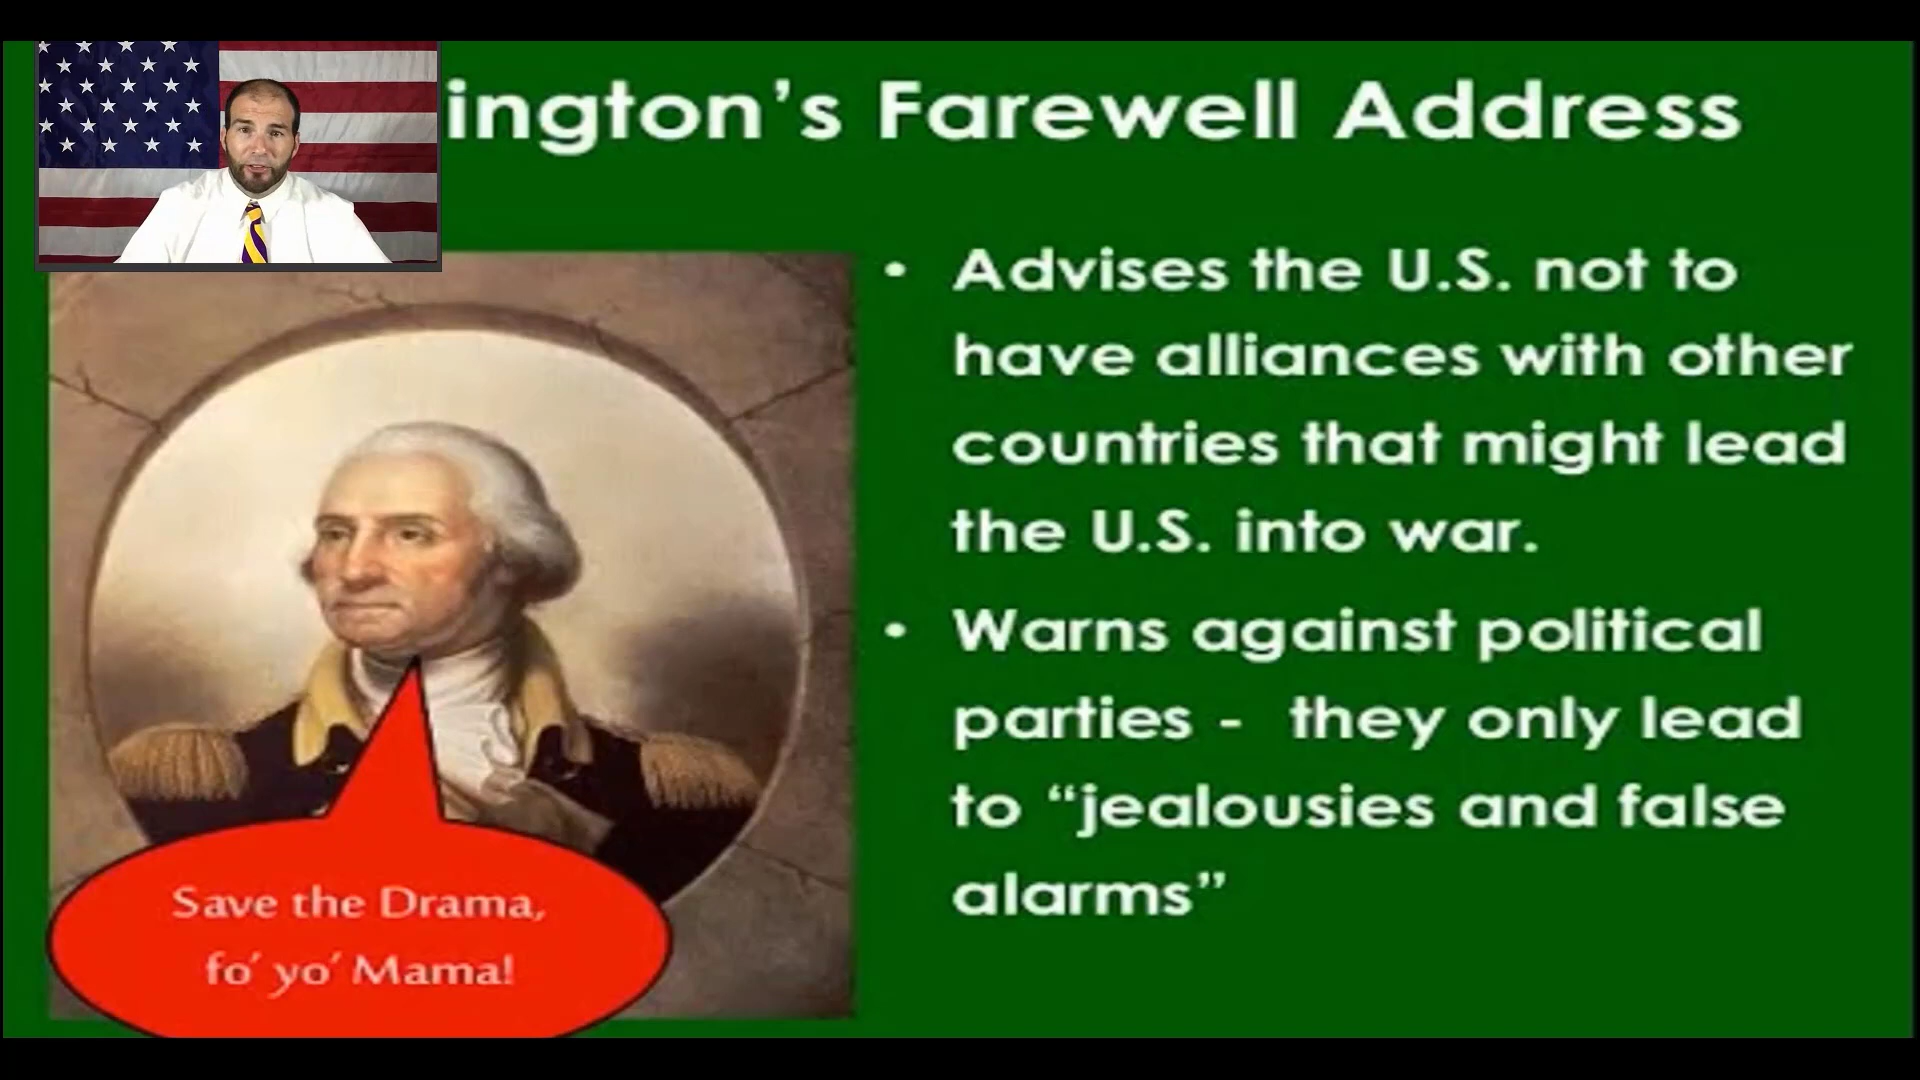 ington's Farewell Address
• Advises the U.S. not to
have alliances with other
countries that might lead
the U.S. into war.
• Warns against political
parties - they only lead
to “jealousies and false
alarms”
Save the Drama,
fo' yo' Mama!